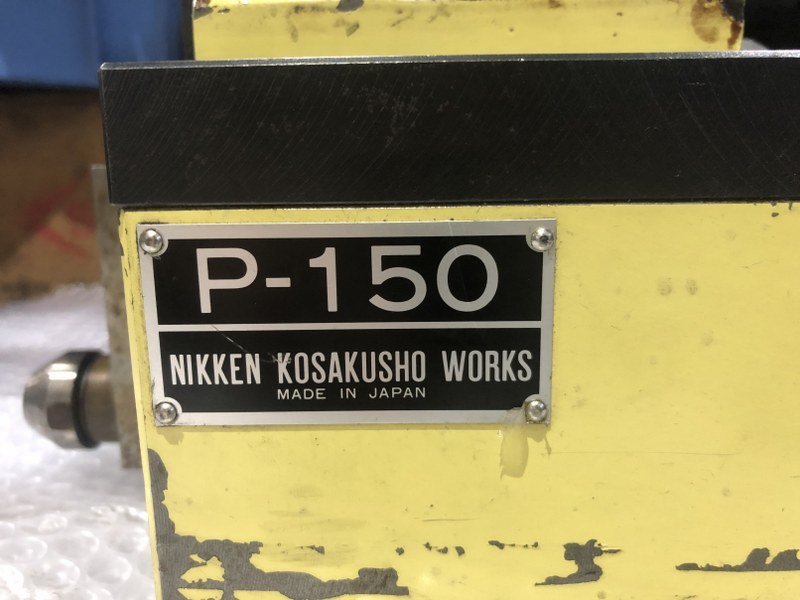 P-150
NIKKEN KOSAKUSHO WORKS
MADE IN JAPAN